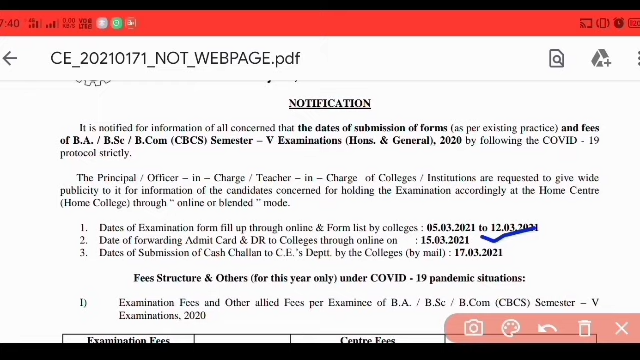 7:40
CE_20210171_NOT_WEBPAGE.pdf
NOTIFICATION
It is notified for information of all concerned that the dates of submission of forms (as per existing practice) and fees
of B.A. / B.Sc / B.Com (CBCS) Semester – V Examinations (Hons. & General), 2020 by following the COVID - 19
protocol strictly.
The Principal / Officer – in – Charge / Teacher – in – Charge of Colleges / Institutions are requested to give wide
publicity to it for information of the candidates concerned for holding the Examination accordingly at the Home Centre
(Home College) through “online or blended” mode.
1. Dates of Examination form fill up through online & Form list by colleges : 05.03.2021 to 12.03.2021
2. Date of forwarding Admit Card & DR to Colleges through online on : 15.03.2021
3. Dates of Submission of Cash Challan to C.E.’s Deptt. by the Colleges (by mail) : 17.03.2021
Fees Structure & Others (for this year only) under COVID - 19 pandemic situations:
I) Examination Fees and Other allied Fees per Examinee of B.A. / B.Sc / B.Com (CBCS) Semester – V
Examinations, 2020
Examination Fees Centre Fees